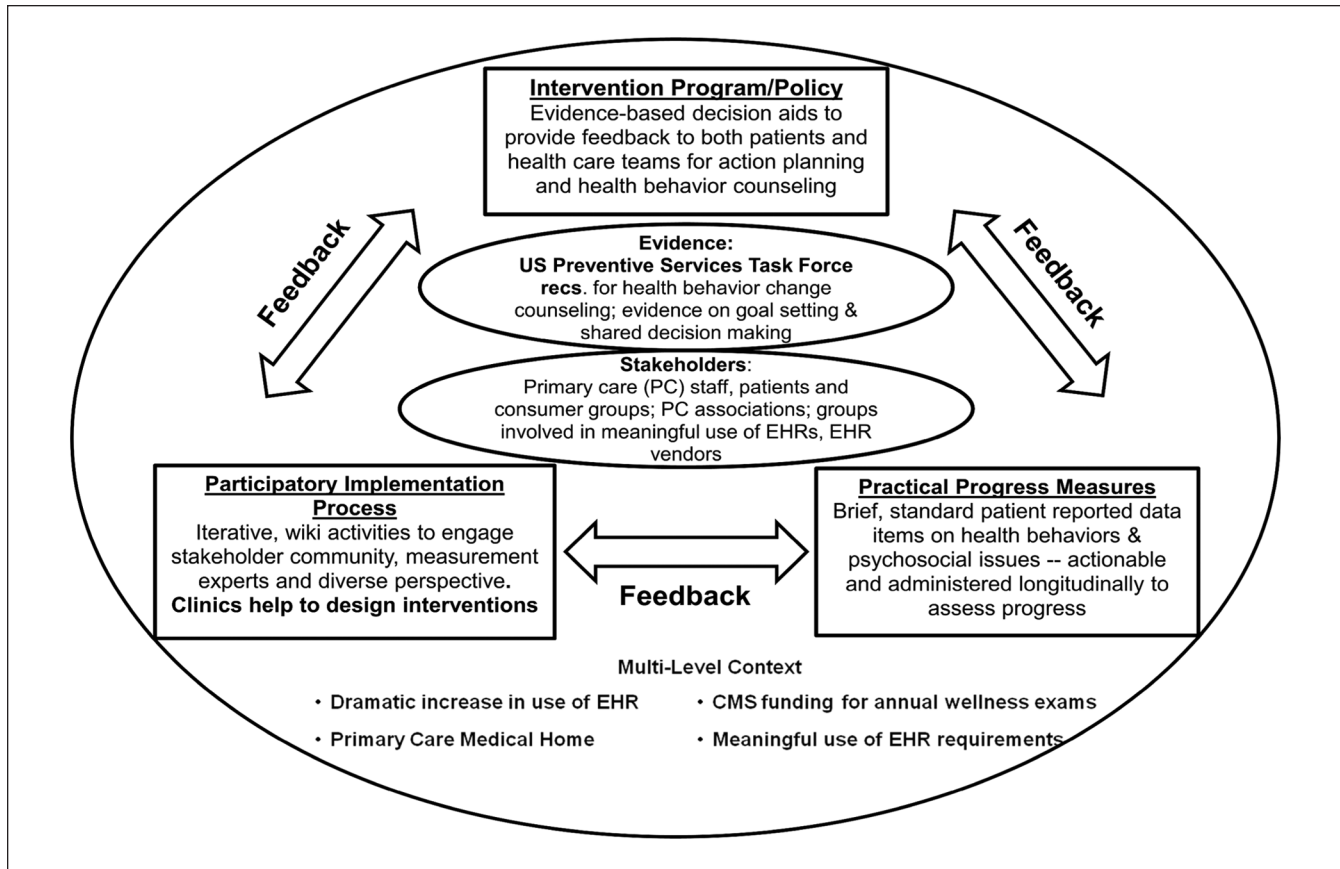 Intervention Program/Policy
Evidence-based decision aids to
provide feedback to both patients and
health care teams for action planning
and health behavior counseling
Feedback
Feedback
Evidence:
US Preventive Services Task Force
recs. for health behavior change
counseling; evidence on goal setting &
shared decision making
Stakeholders:
Primary care (PC) staff, patients and
consumer groups; PC associations; groups
involved in meaningful use of EHRs, EHR
vendors
Participatory Implementation
Process
Iterative, wiki activities to engage
stakeholder community, measurement
experts and diverse perspective.
Clinics help to design interventions
Feedback
Practical Progress Measures
Brief, standard patient reported data
items on health behaviors &
psychosocial issues -- actionable
and administered longitudinally to
assess progress
Multi-Level Context
• Dramatic increase in use of EHR
• CMS funding for annual wellness exams
• Primary Care Medical Home
• Meaningful use of EHR requirements